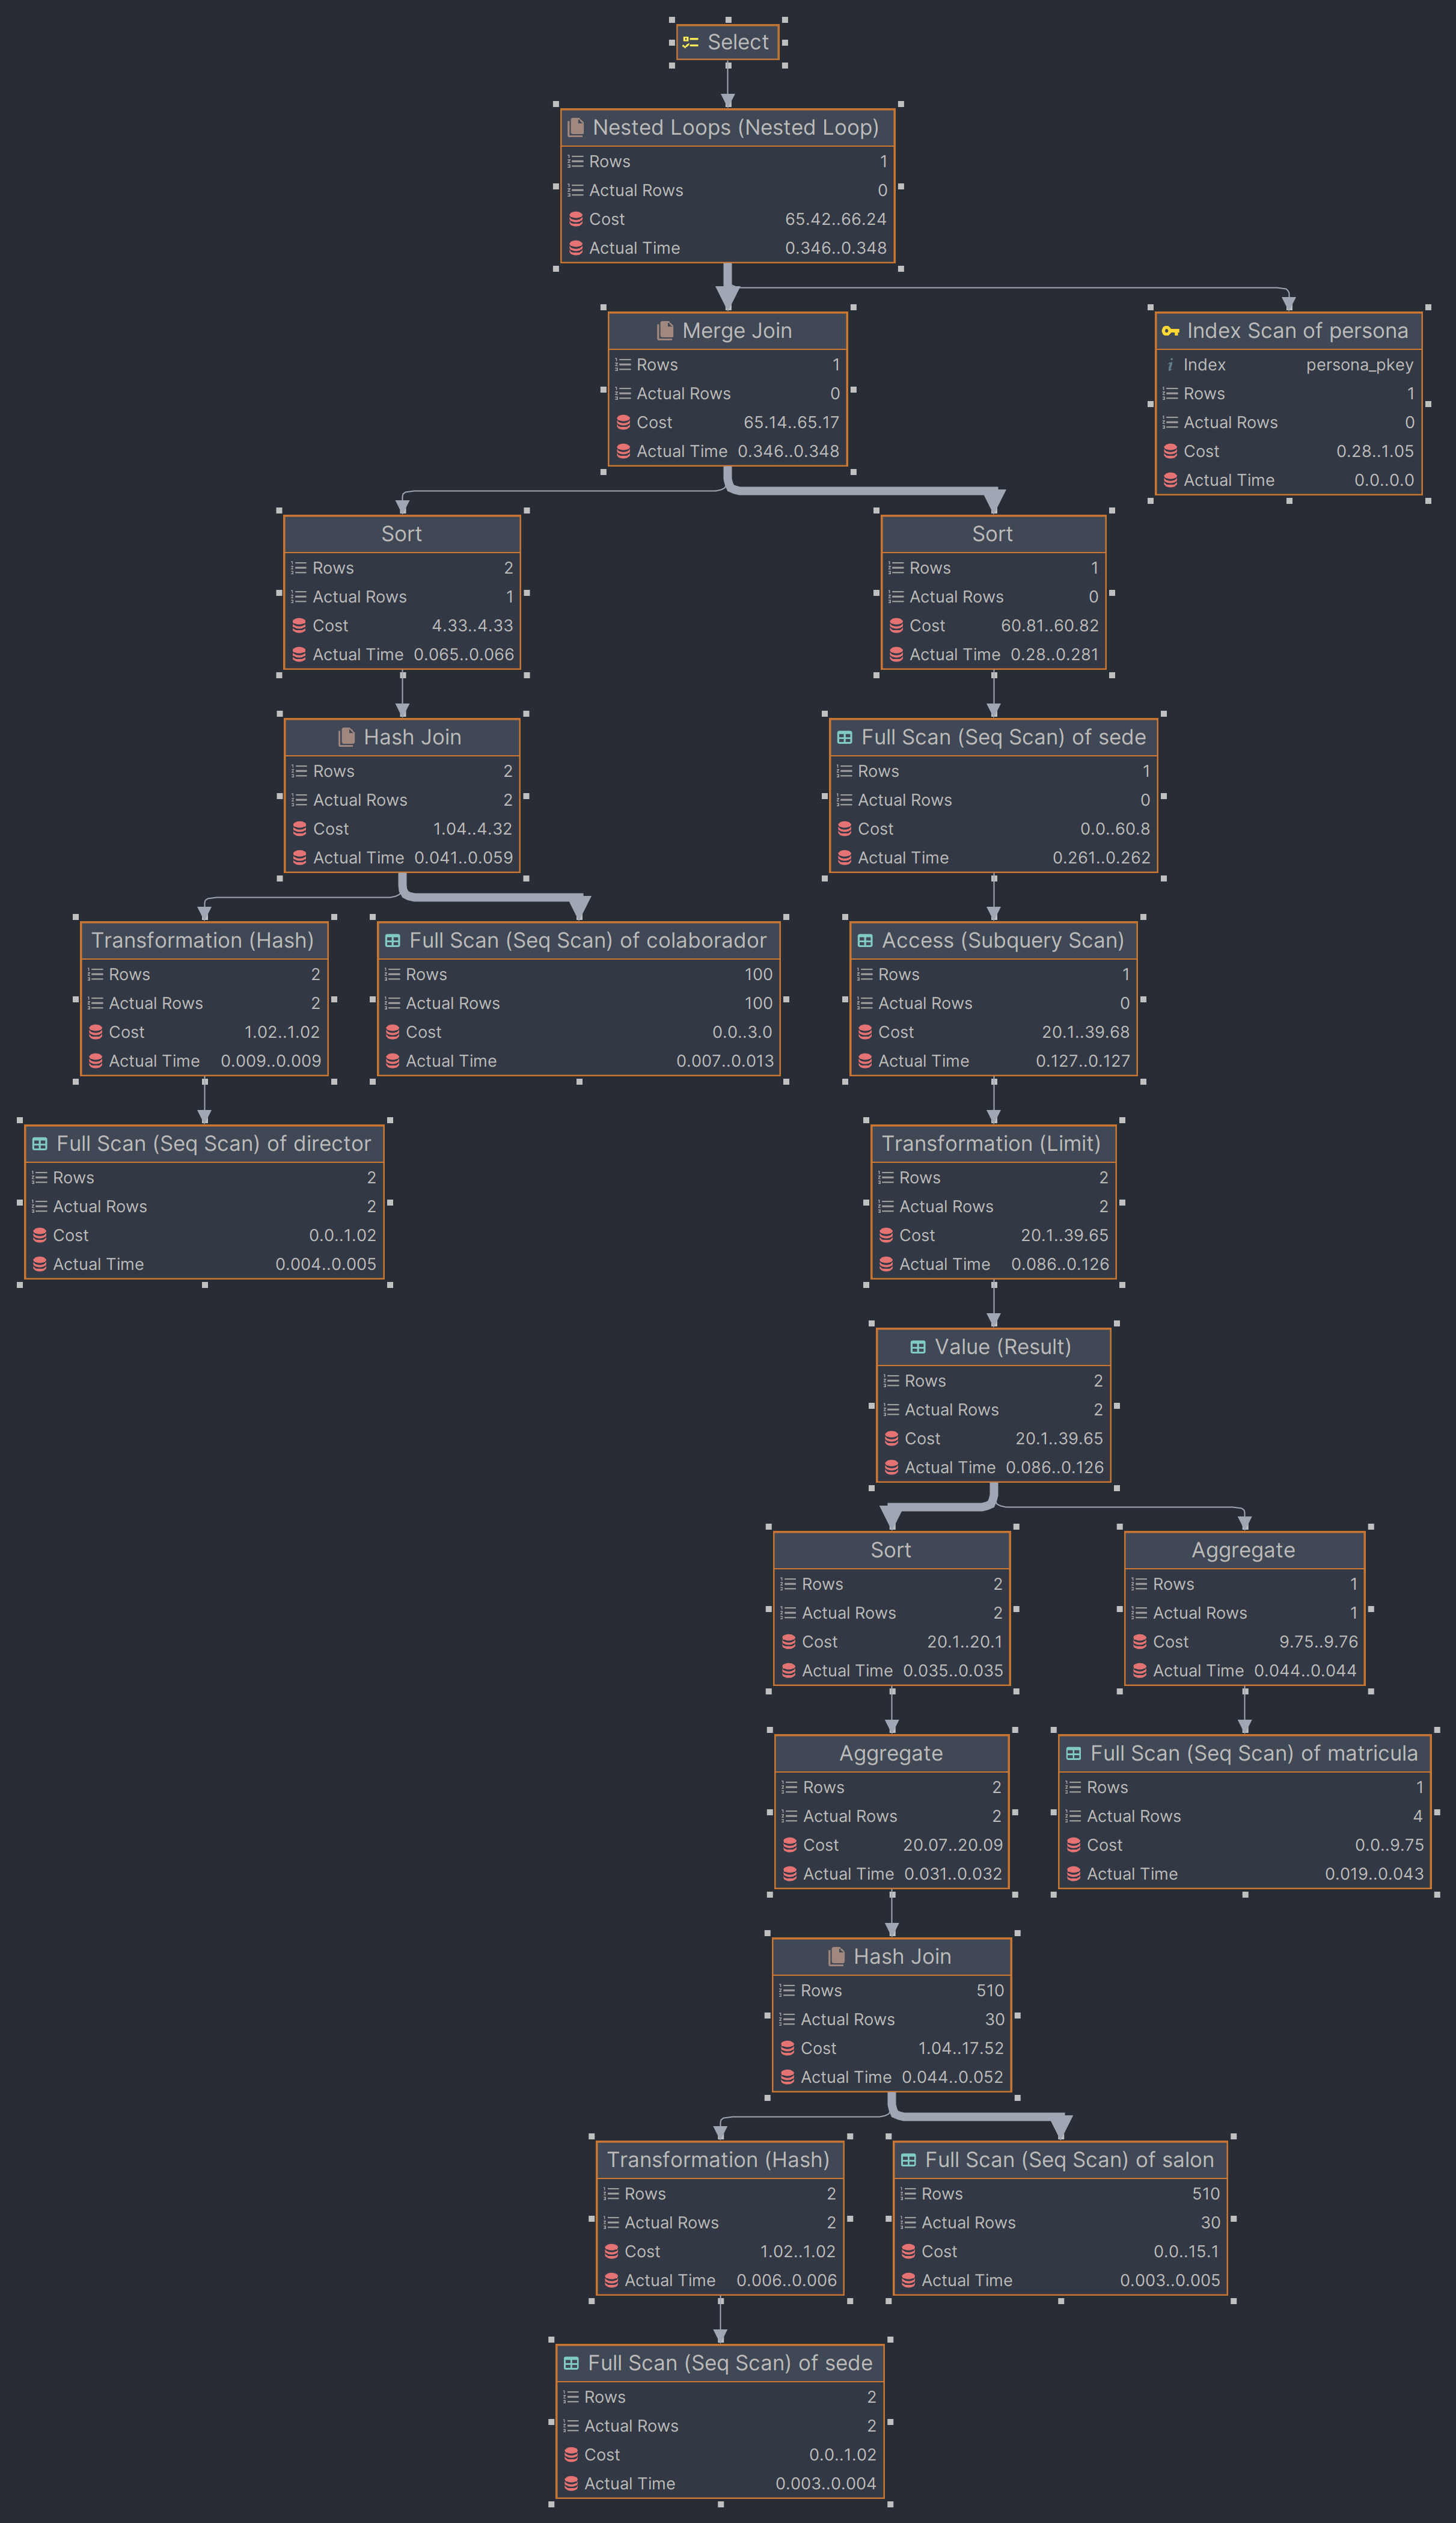 Select
Nested Loops (Nested Loop)
Rows 1
Actual Rows 0
Cost 65.42..66.24
Actual Time 0.346..0.348
Merge Join
Rows 1
Actual Rows 0
Cost 65.14..65.17
Actual Time 0.346..0.348
Index Scan of persona
Index persona_pkey
Rows 1
Actual Rows 0
Cost 0.28..1.05
Actual Time 0.0..0.0
Sort
Rows 2
Actual Rows 1
Cost 4.33..4.33
Actual Time 0.065..0.066
Sort
Rows 1
Actual Rows 0
Cost 60.81..60.82
Actual Time 0.28..0.281
Hash Join
Rows 2
Actual Rows 2
Cost 1.04..4.32
Actual Time 0.041..0.059
Full Scan (Seq Scan) of sede
Rows 1
Actual Rows 0
Cost 0.0..60.8
Actual Time 0.261..0.262
Transformation (Hash)
Rows 2
Actual Rows 2
Cost 1.02..1.02
Actual Time 0.009..0.009
Full Scan (Seq Scan) of colaborador
Rows 100
Actual Rows 100
Cost 0.0..3.0
Actual Time 0.007..0.013
Access (Subquery Scan)
Rows 1
Actual Rows 0
Cost 20.1..39.68
Actual Time 0.127..0.127
Full Scan (Seq Scan) of director
Rows 2
Actual Rows 2
Cost 0.0..1.02
Actual Time 0.004..0.005
Transformation (Limit)
Rows 2
Actual Rows 2
Cost 20.1..39.65
Actual Time 0.086..0.126
Value (Result)
Rows 2
Actual Rows 2
Cost 20.1..39.65
Actual Time 0.086..0.126
Sort
Rows 2
Actual Rows 2
Cost 20.1..20.1
Actual Time 0.035..0.035
Aggregate
Rows 1
Actual Rows 1
Cost 9.75..9.76
Actual Time 0.044..0.044
Aggregate
Rows 2
Actual Rows 2
Cost 20.07..20.09
Actual Time 0.031..0.032
Full Scan (Seq Scan) of matricula
Rows 1
Actual Rows 4
Cost 0.0..9.75
Actual Time 0.019..0.043
Hash Join
Rows 510
Actual Rows 30
Cost 1.04..17.52
Actual Time 0.044..0.052
Transformation (Hash)
Rows 2
Actual Rows 2
Cost 1.02..1.02
Actual Time 0.006..0.006
Full Scan (Seq Scan) of salon
Rows 510
Actual Rows 30
Cost 0.0..15.1
Actual Time 0.003..0.005
Full Scan (Seq Scan) of sede
Rows 2
Actual Rows 2
Cost 0.0..1.02
Actual Time 0.003..0.004